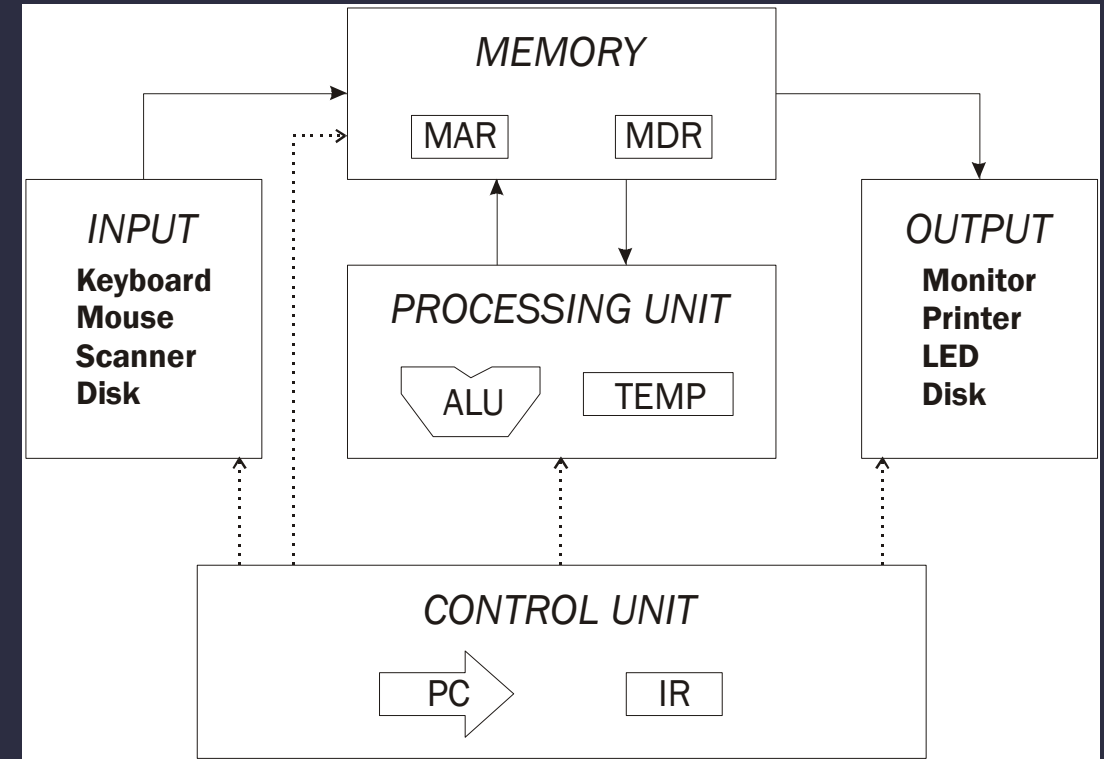 MEMORY
MAR
MDR
INPUT
Keyboard
Mouse
Scanner
Disk
PROCESSING UNIT
ALU
TEMP
OUTPUT
Monitor
Printer
LED
Disk
CONTROL UNIT
PC
IR